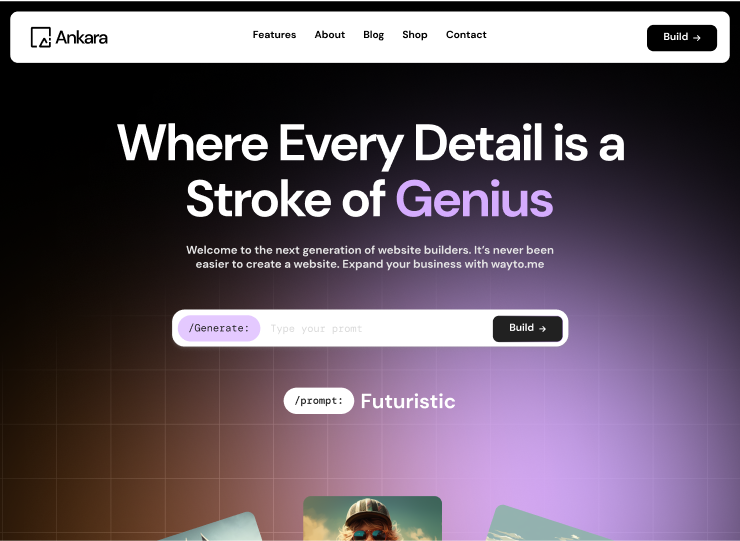 Ankara
Features About Blog Shop Contact
Build →
Where Every Detail is a
Stroke of Genius
Welcome to the next generation of website builders. It’s never been
easier to create a website. Expand your business with wayto.me
/Generate: Type your promt Build →
/prompt: Futuristic